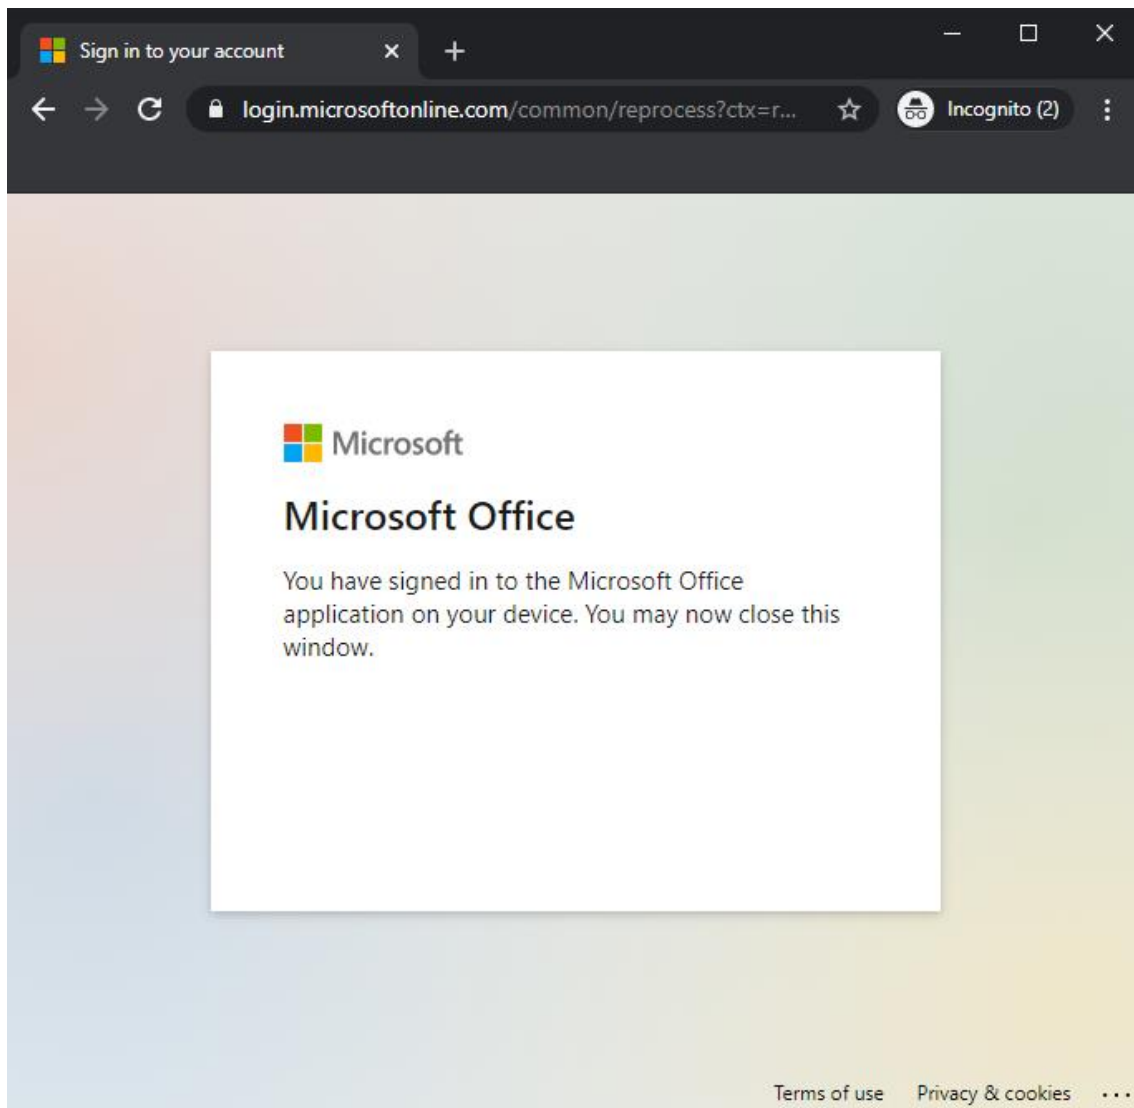 Sign in to your account
login.microsoftonline.com/common/reprocess?ctx=r...
Incognito (2)
Microsoft
Microsoft Office
You have signed in to the Microsoft Office
application on your device. You may now close this
window.
Terms of use Privacy & cookies ...